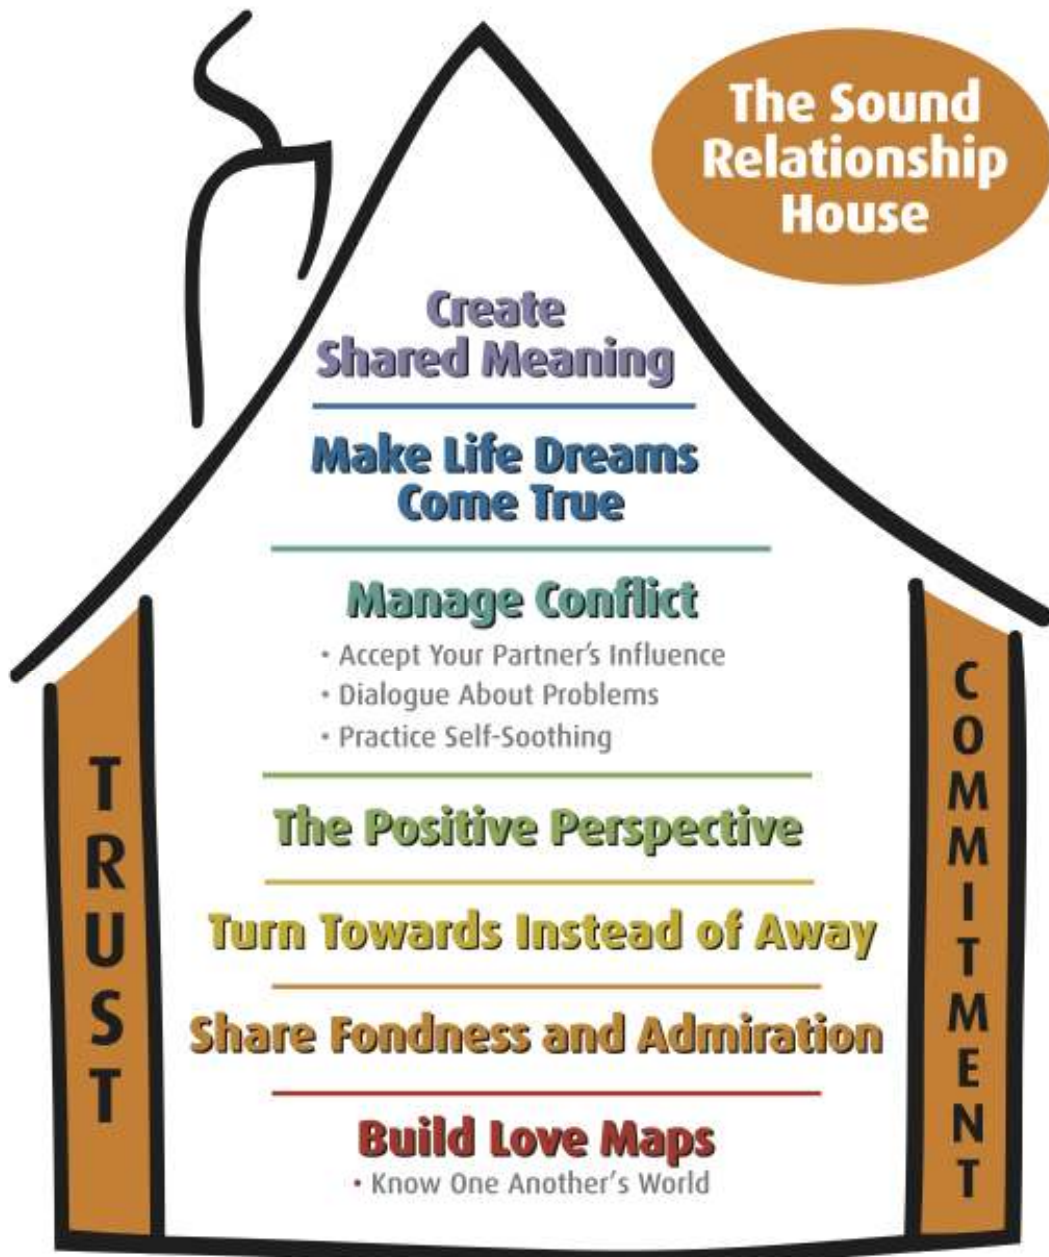 The Sound
Relationship
House
Create
Shared Meaning
Make Life Dreams
Come True
Manage Conflict
• Accept Your Partner's Influence
• Dialogue About Problems
• Practice Self-Soothing
The Positive Perspective
Turn Towards Instead of Away
Share Fondness and Admiration
Build Love Maps
• Know One Another's World
TRUST
COMMITMENT